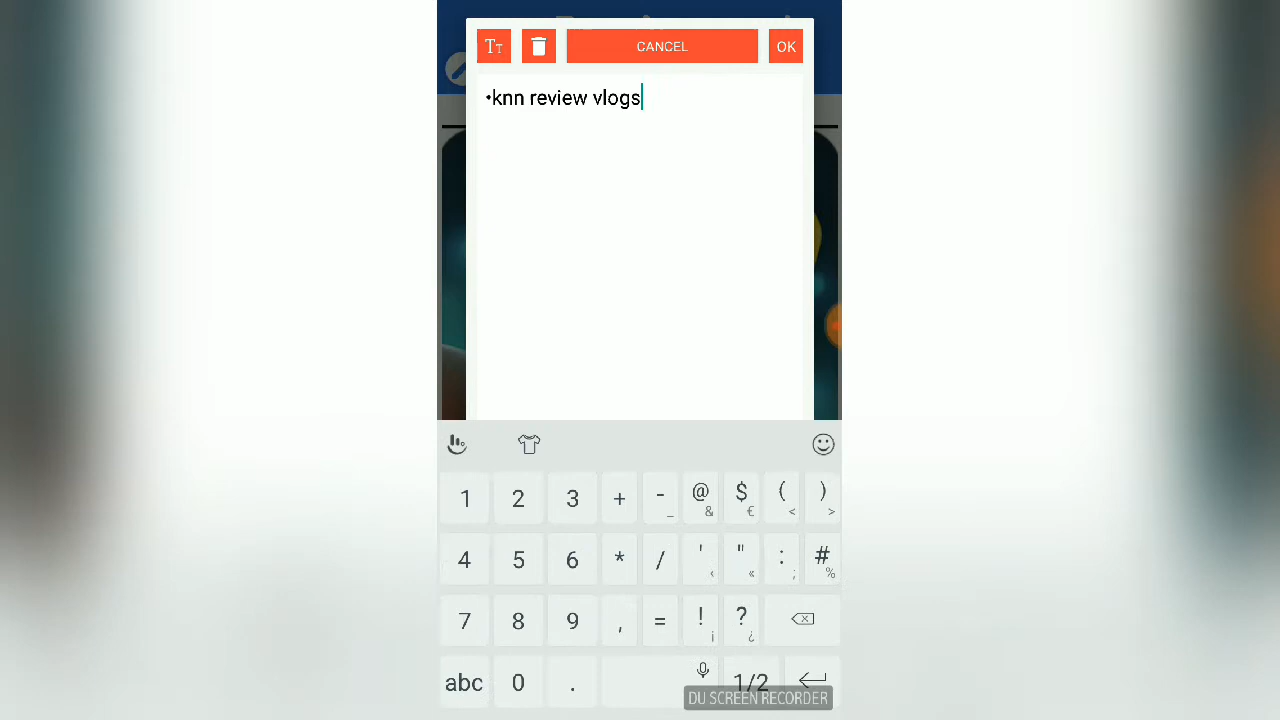 TT
CANCEL
OK
•knn review vlogs
1 2 3 + - _ @ & $ € ( < ) >
4 5 6 * / ' ‹ " « : ; # %
7 8 9 , = ! ¡ ? ¿
abc 0 . 1/2
DU SCREEN RECORDER